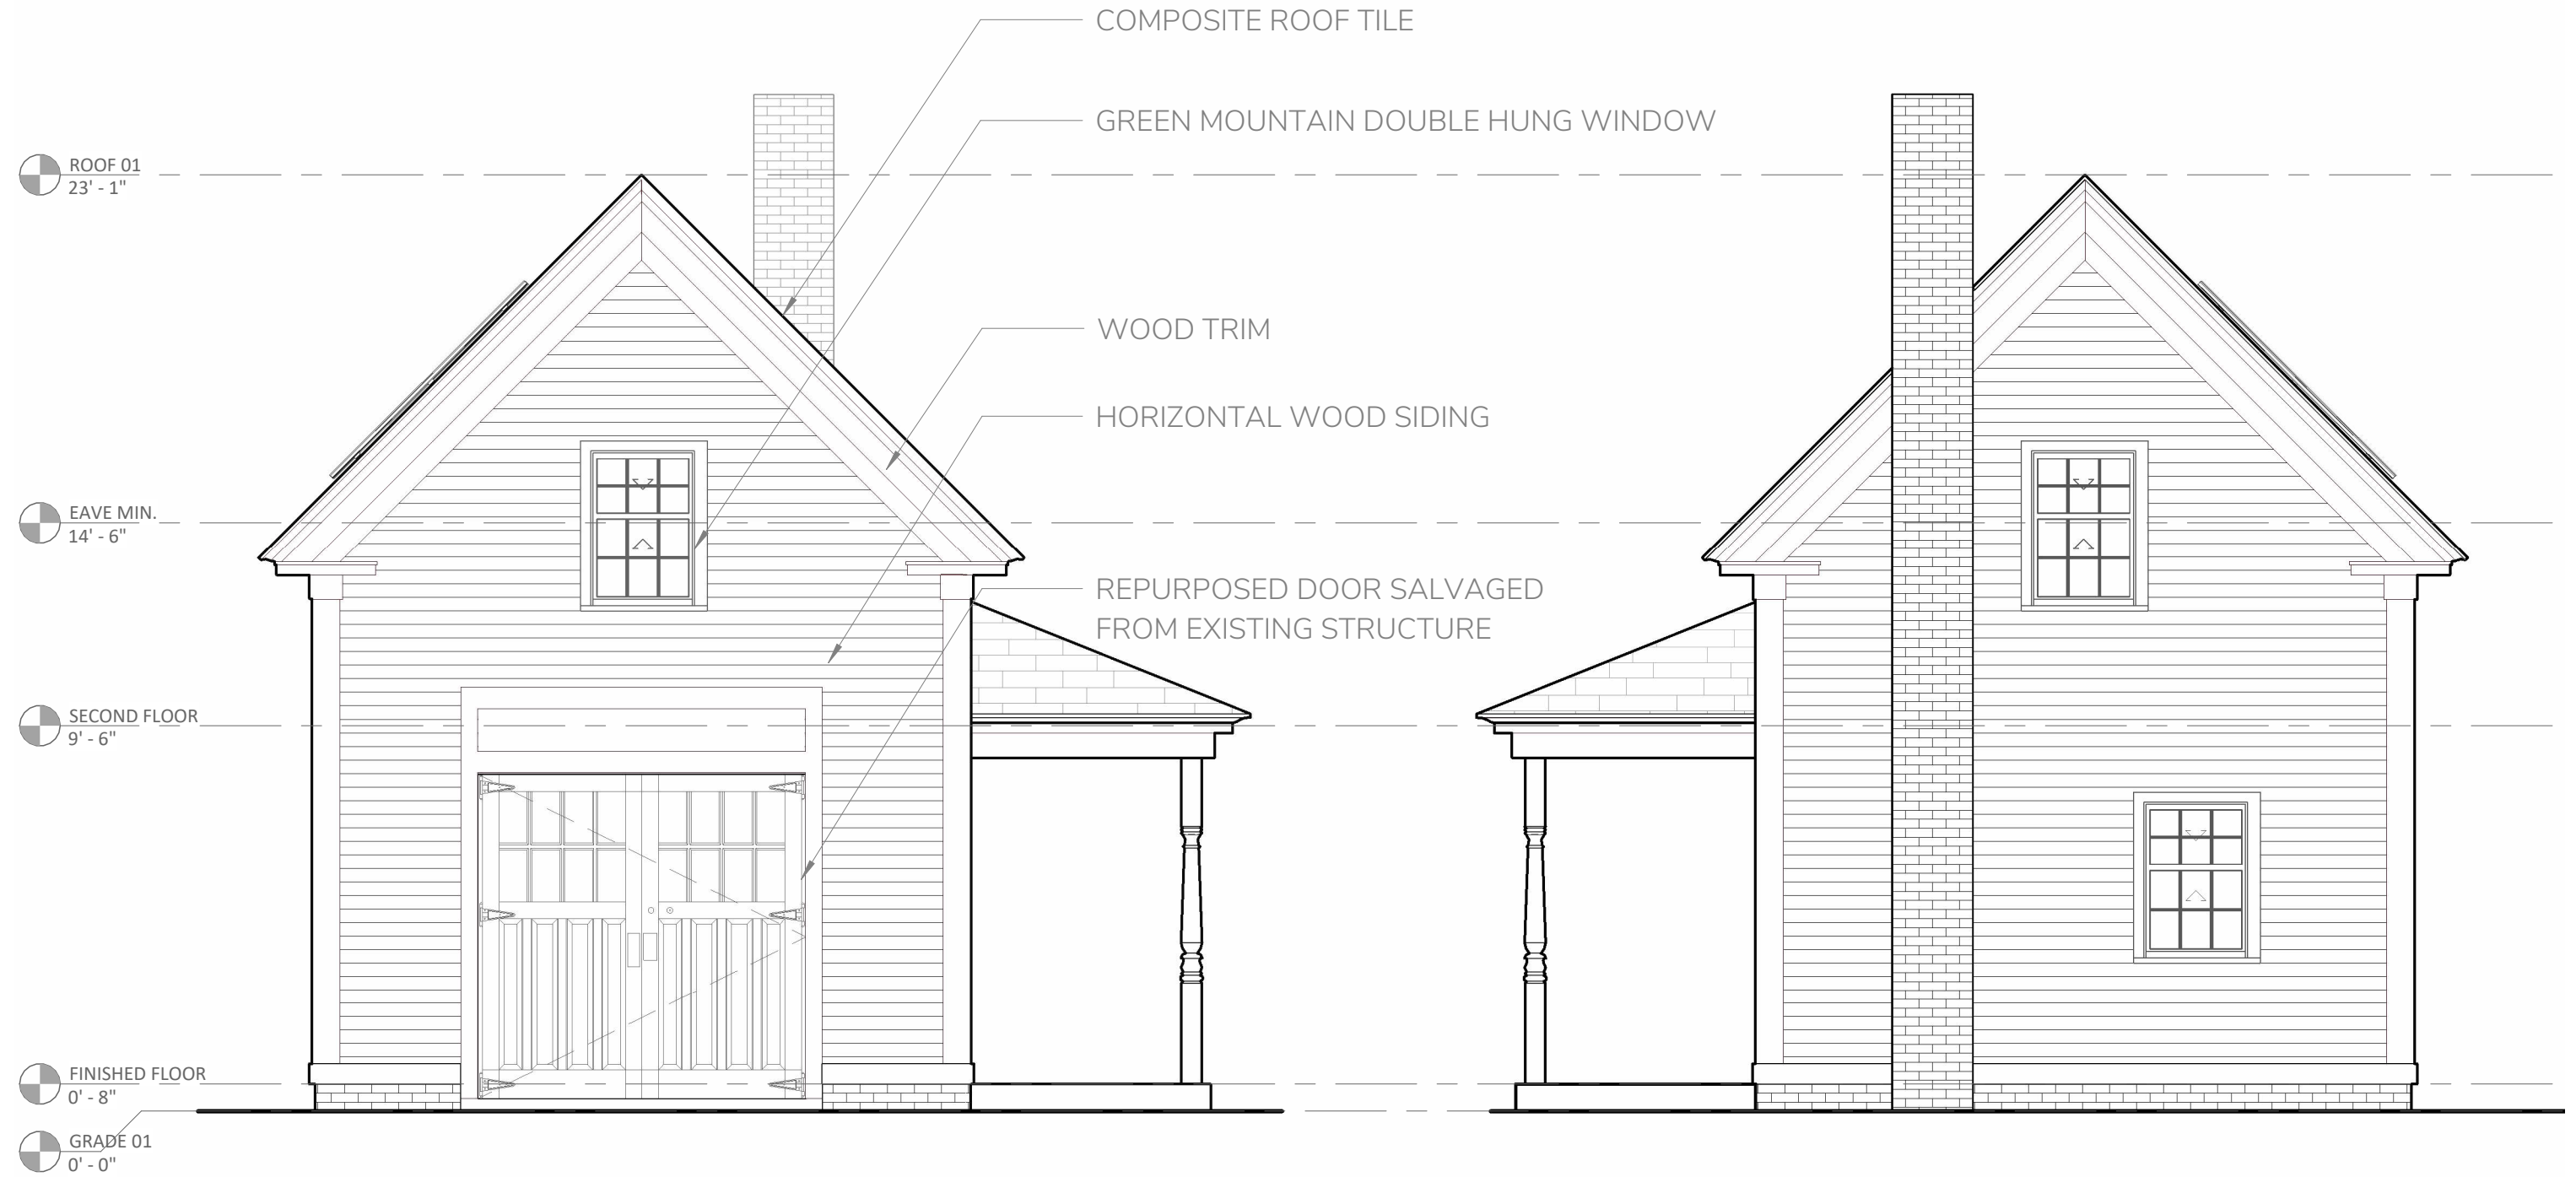 COMPOSITE ROOF TILE
GREEN MOUNTAIN DOUBLE HUNG WINDOW
ROOF 01
23' - 1"
WOOD TRIM
HORIZONTAL WOOD SIDING
EAVE MIN.
14' - 6"
REPURPOSED DOOR SALVAGED
FROM EXISTING STRUCTURE
SECOND FLOOR
9' - 6"
FINISHED FLOOR
0' - 8"
GRADE 01
0' - 0"